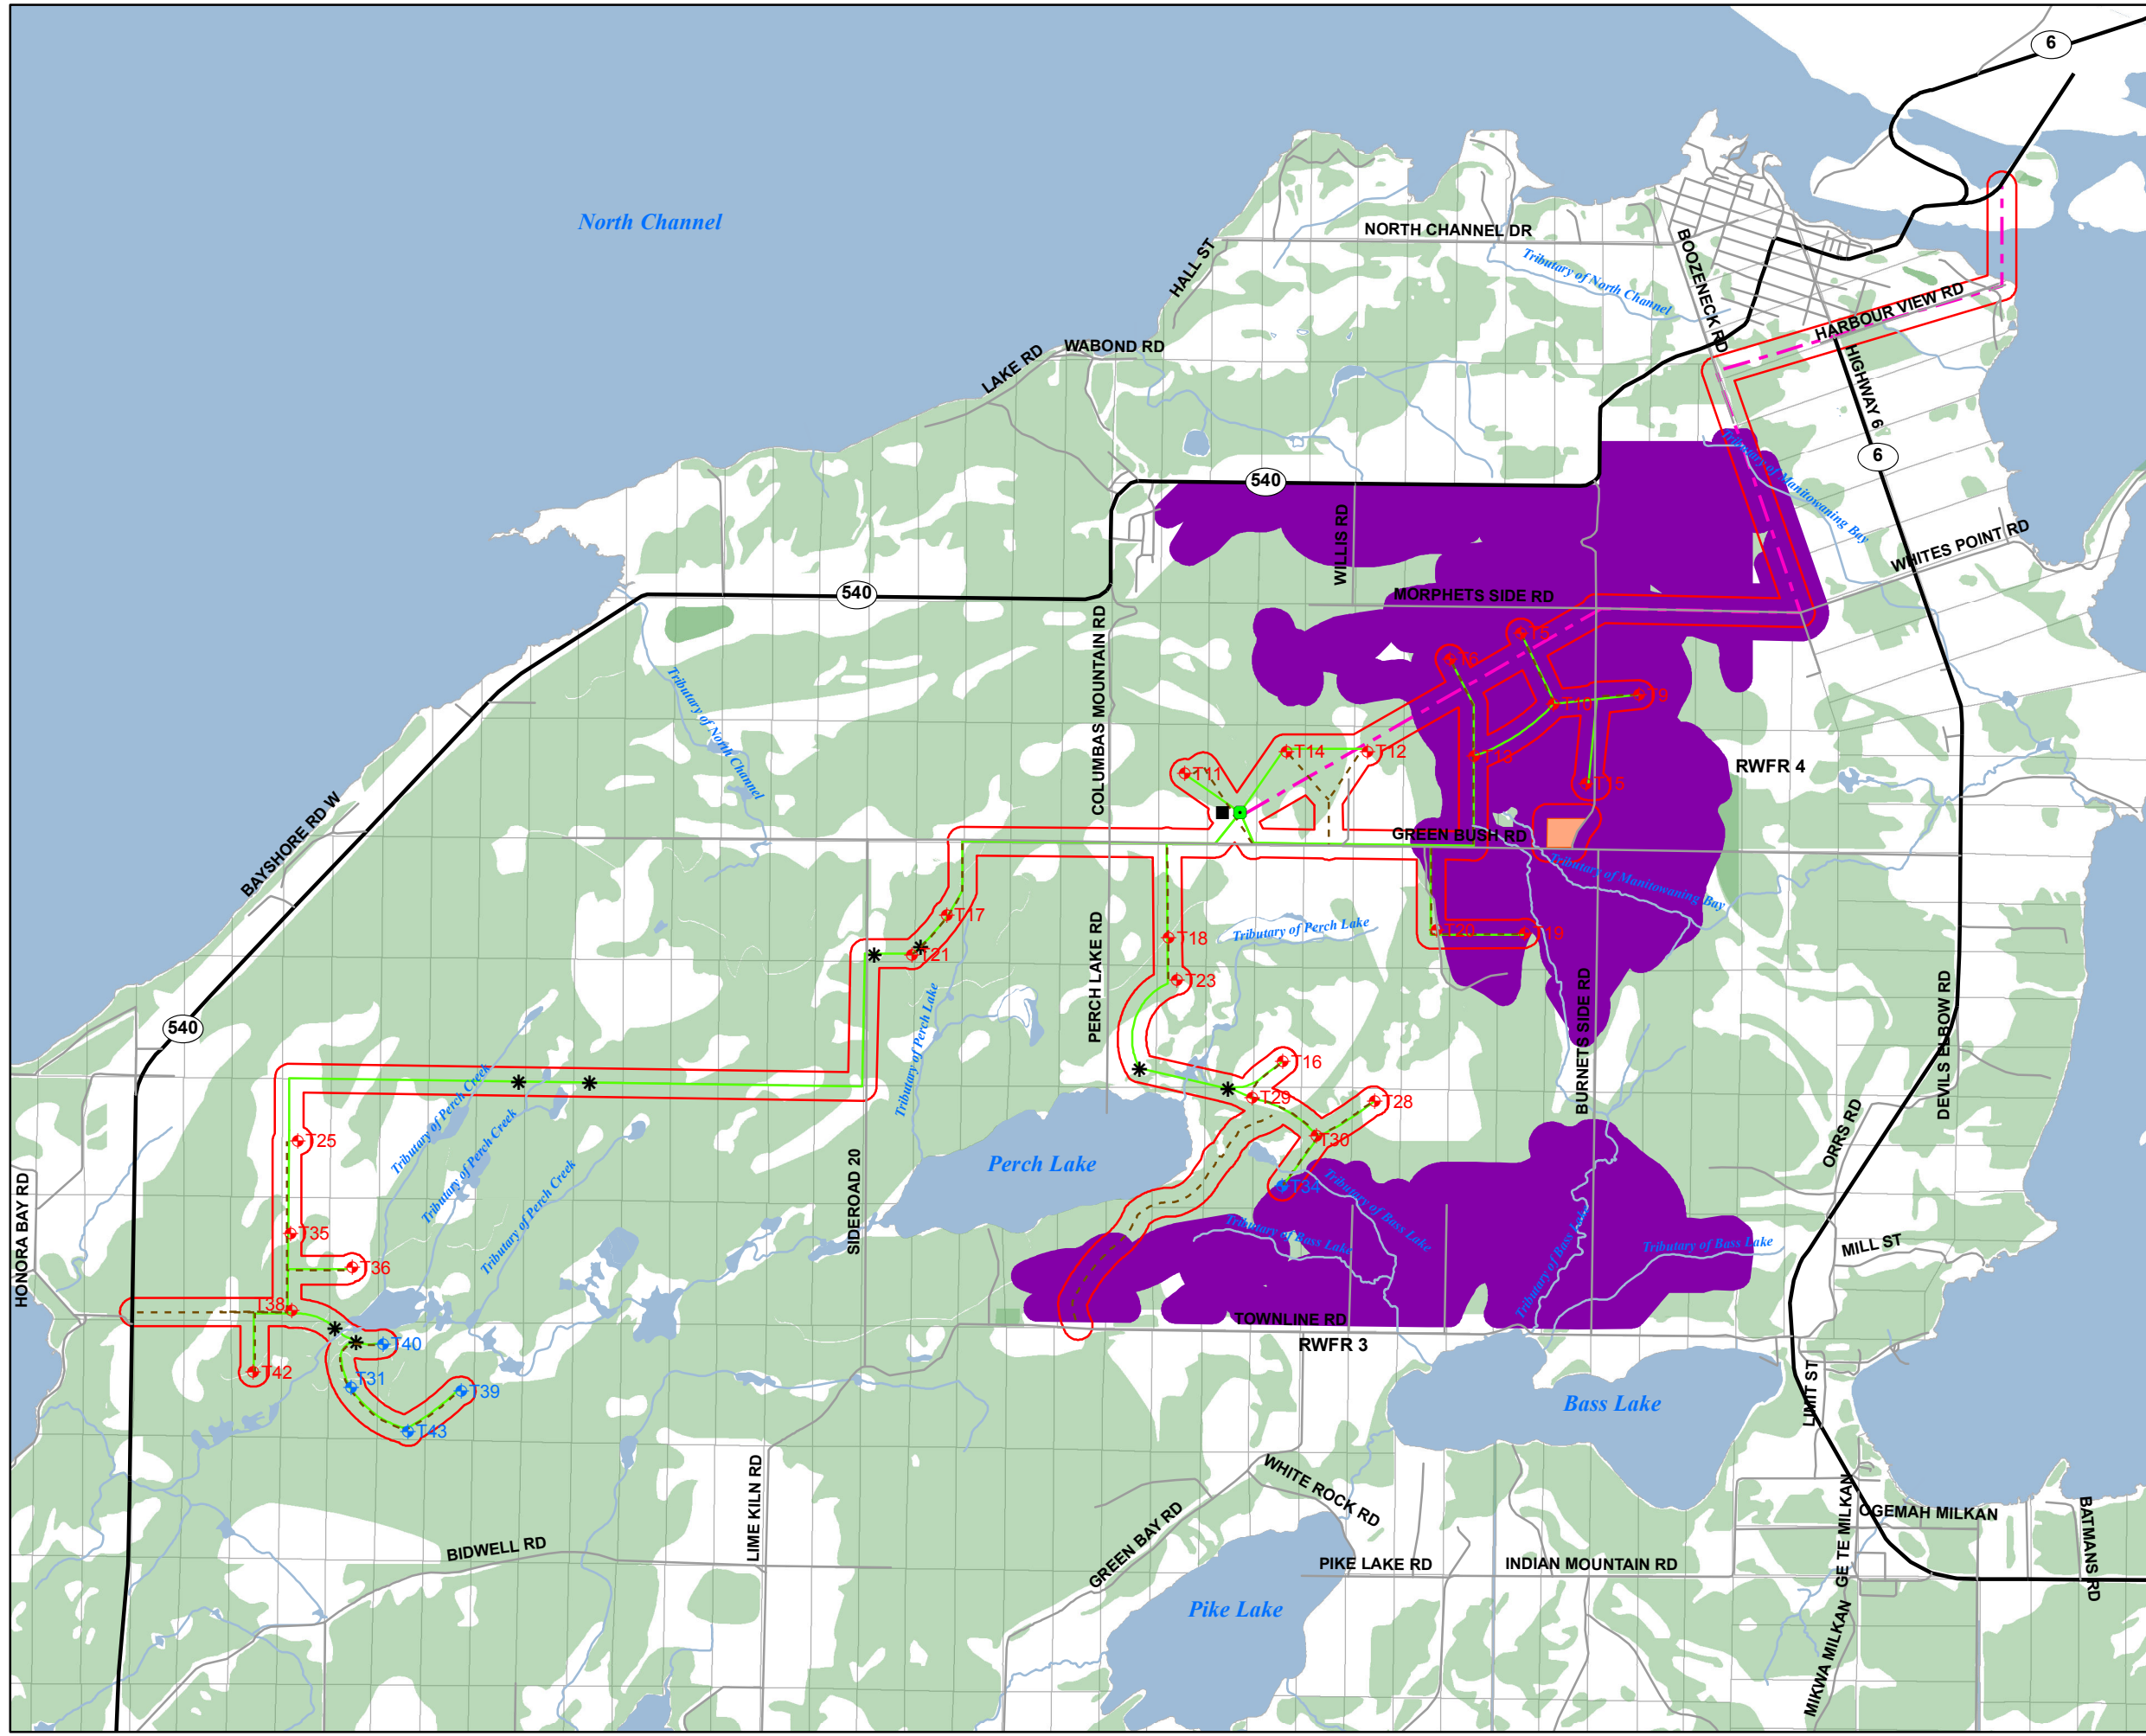 6
North Channel
NORTH CHANNEL DR
BOOZENECK RD
HALL ST
Tributary of North Channel
HARBOUR VIEW RD
WABOND RD
LAKE RD
HIGHWAY 6
6
540
Tributary of Manitowaning Bay
WILLIS RD
WHITES POINT RD
540
MORPHETS SIDE RD
COLUMBAS MOUNTAIN RD
T5
T6
Tributary of North Channel
T9
T10
T14
T12
T13
RWFR 4
T11
T15
BAYSHORE RD W
GREEN BUSH RD
Tributary of Manitowaning Bay
T17
PERCH LAKE RD
T18
Tributary of Perch Lake
T20
T19
T21
T23
BURNETS SIDE RD
DEVILS ELBOW RD
540
Tributary of Perch Lake
T16
T29
T28
Tributary of Perch Creek
Tributary of Perch Creek
Tributary of Perch Creek
T25
T30
ORRS RD
Perch Lake
T34
HONORA BAY RD
SIDEROAD 20
Tributary of Bass Lake
Tributary of Bass Lake
Tributary of Bass Lake
Tributary of Bass Lake
MILL ST
T35
T36
T38
TOWNLINE RD
RWFR 3
T40
T42
T31
T39
T43
Bass Lake
LIMIT ST
LIME KILN RD
WHITE ROCK RD
GREEN BAY RD
GE TE MILKAN
OGEMAH MILKAN
BATMANS RD
BIDWELL RD
PIKE LAKE RD
INDIAN MOUNTAIN RD
Pike Lake
MIKWA MILKAN